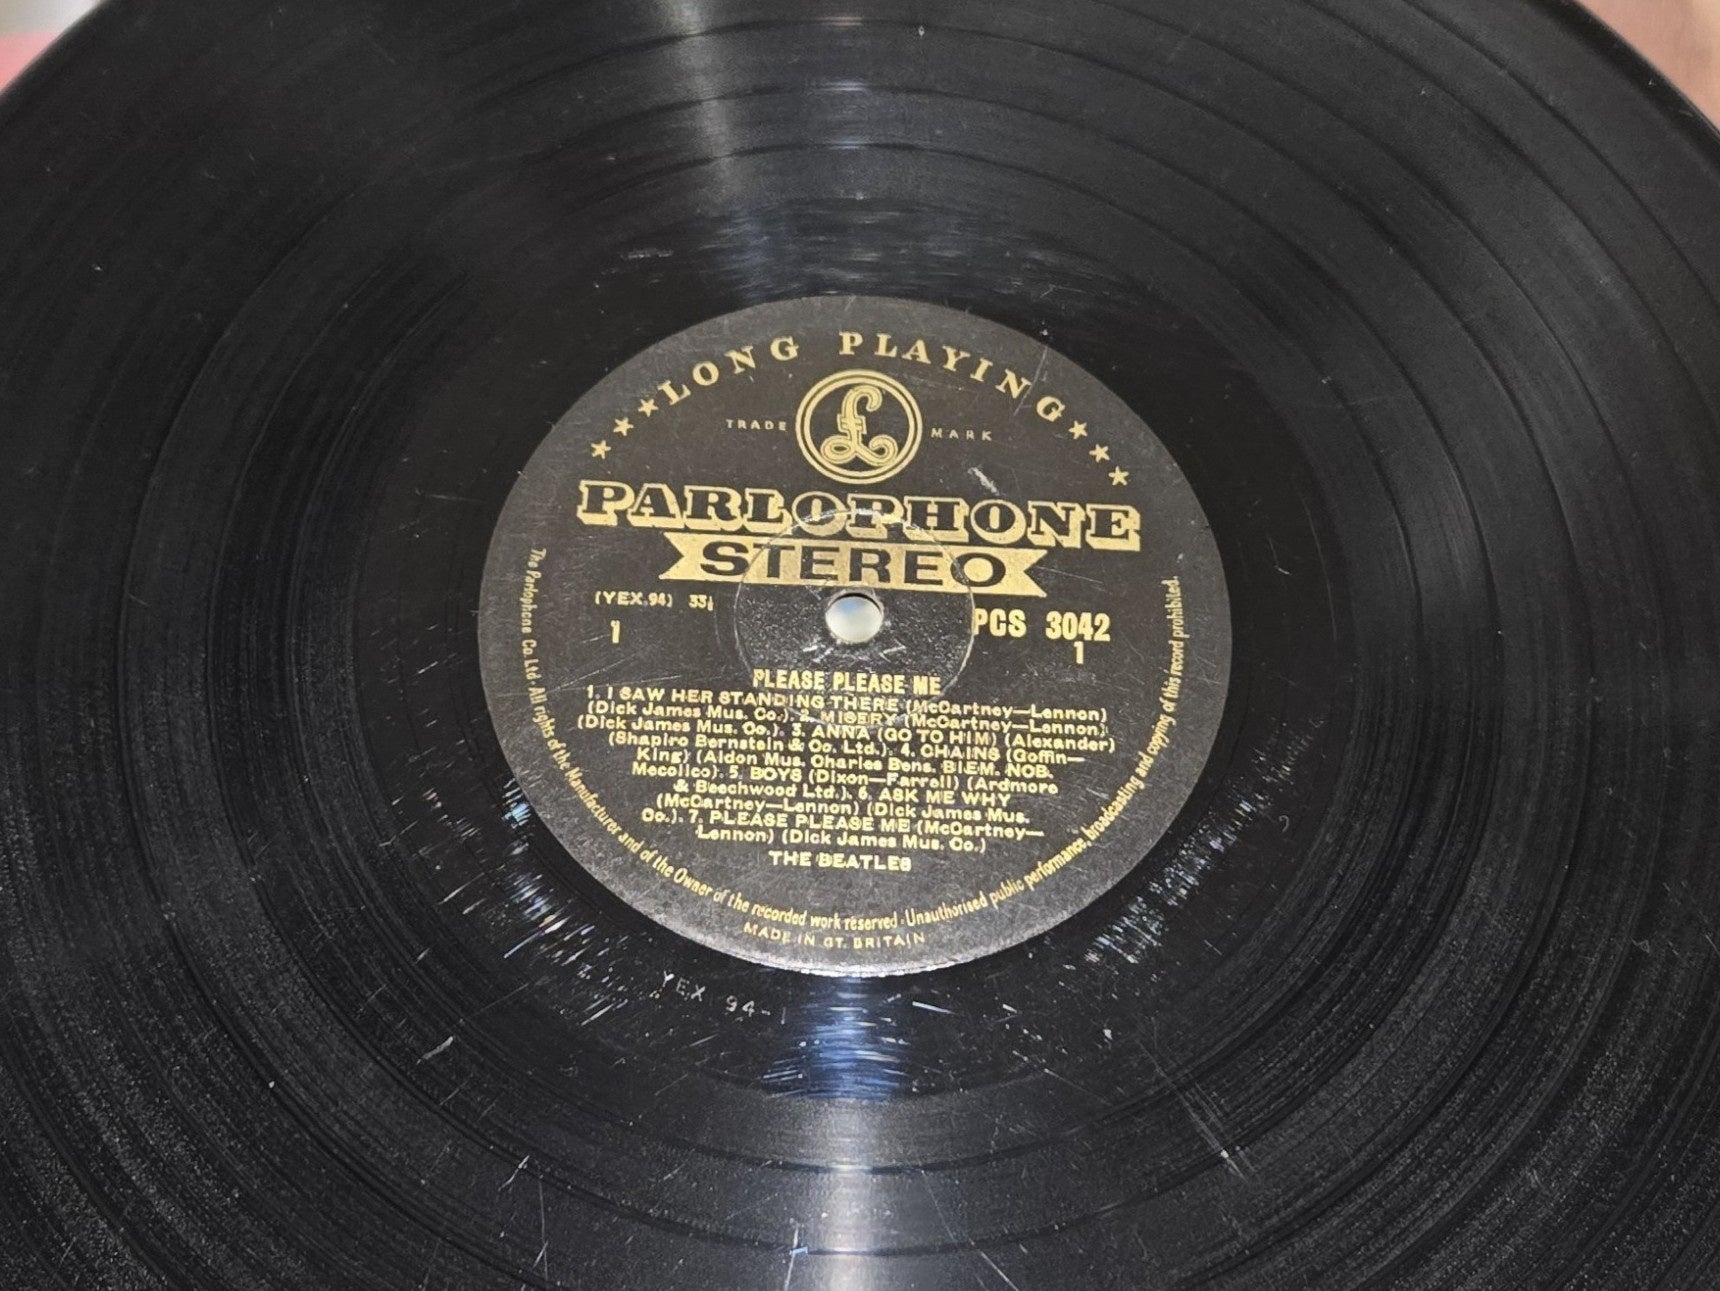 ★ ★ ★ LONG PLAYING ★ ★ ★
TRADE £ MARK
PARLOPHONE
STEREO
(YEX.94) 33⅓
PCS 3042
1
1
PLEASE PLEASE ME
1. I SAW HER STANDING THERE (McCartney—Lennon)
(Dick James Mus. Co.). 2. MISERY (McCartney—Lennon)
(Dick James Mus. Co.). 3. ANNA (GO TO HIM) (Alexander)
(Shapiro Bernstein & Co. Ltd.). 4. CHAINS (Goffin—
King) (Aldon Mus. Charles Bens. BIEM. NOB.
Mecolico). 5. BOYS (Dixon—Farrell) (Ardmore
& Beechwood Ltd.). 6. ASK ME WHY
(McCartney—Lennon) (Dick James Mus.
Co.). 7. PLEASE PLEASE ME (McCartney—
Lennon) (Dick James Mus. Co.)
THE BEATLES
The Parlophone Co. Ltd. All rights of the Manufacturer and of the Owner of the recorded work reserved · Unauthorised public performance, broadcasting and copying of this record prohibited.
MADE IN GT. BRITAIN
YEX 94-